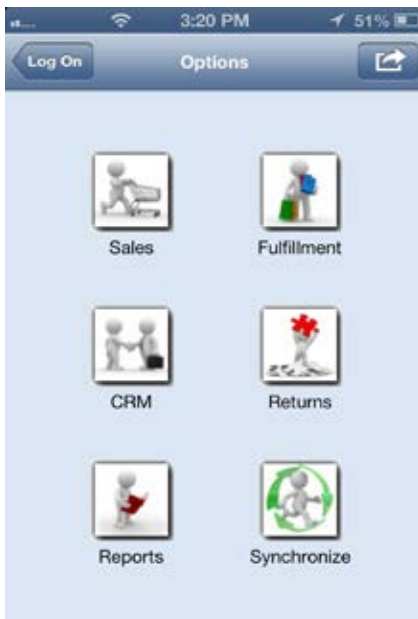 3:20 PM 51%
Log On Options
Sales Fulfillment
CRM Returns
Reports Synchronize